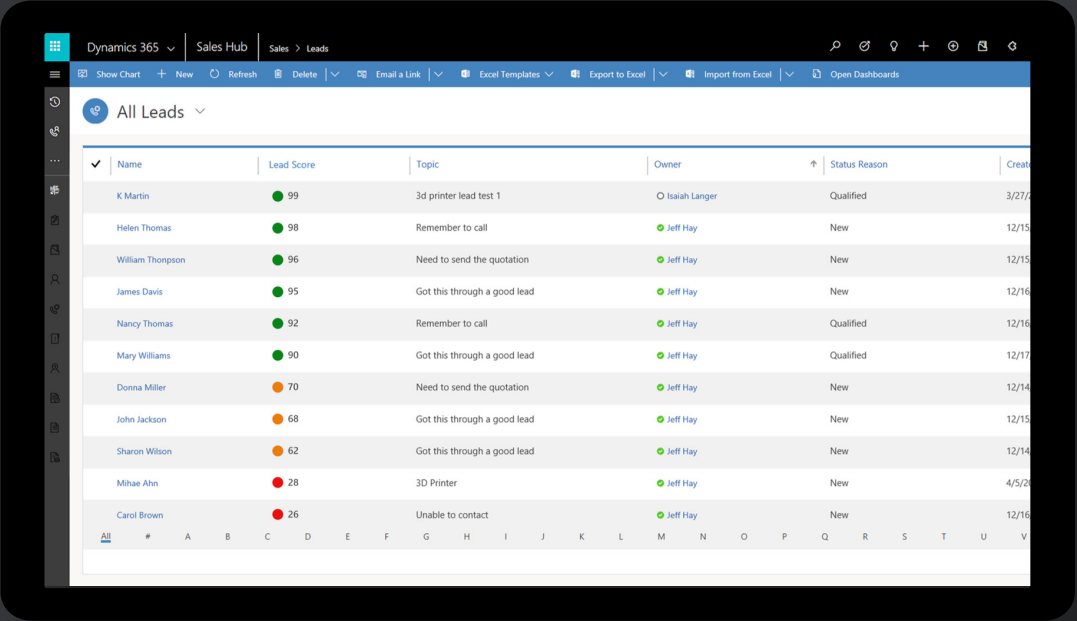 Dynamics 365 Sales Hub Sales > Leads
Show Chart New Refresh Delete Email a Link Excel Templates Export to Excel Import from Excel Open Dashboards
All Leads
Name Lead Score Topic Owner Status Reason Create
K Martin 99 3d printer lead test 1 Isaiah Langer Qualified 3/27/
Helen Thomas 98 Remember to call Jeff Hay New 12/15
William Thonpson 96 Need to send the quotation Jeff Hay New 12/15
James Davis 95 Got this through a good lead Jeff Hay New 12/16
Nancy Thomas 92 Remember to call Jeff Hay Qualified 12/16
Mary Williams 90 Got this through a good lead Jeff Hay Qualified 12/17
Donna Miller 70 Need to send the quotation Jeff Hay New 12/14
John Jackson 68 Got this through a good lead Jeff Hay New 12/15
Sharon Wilson 62 Got this through a good lead Jeff Hay New 12/14
Mihae Ahn 28 3D Printer Jeff Hay New 4/5/20
Carol Brown 26 Unable to contact Jeff Hay New 12/16
All # A B C D E F G H I J K L M N O P Q R S T U V